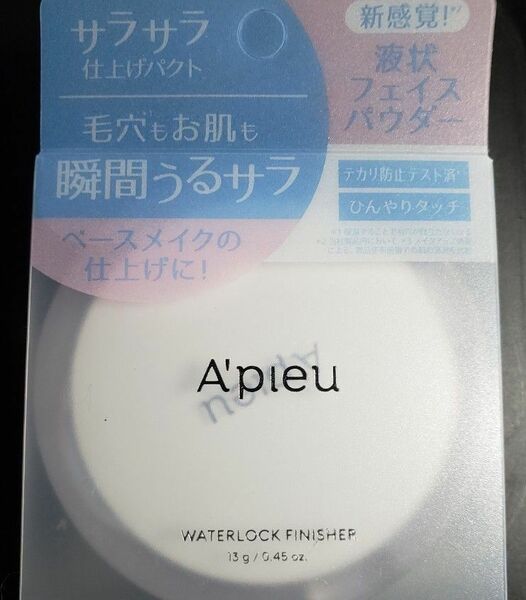 サラサラ
仕上げパクト
毛穴もお肌も
瞬間うるサラ
ベースメイクの
仕上げに!
新感覚!*¹
液状
フェイス
パウダー
テカリ防止テスト済*
ひんやりタッチ
A'pieu
A'pieu
WATERLOCK FINISHER
13 g / 0.45 oz.